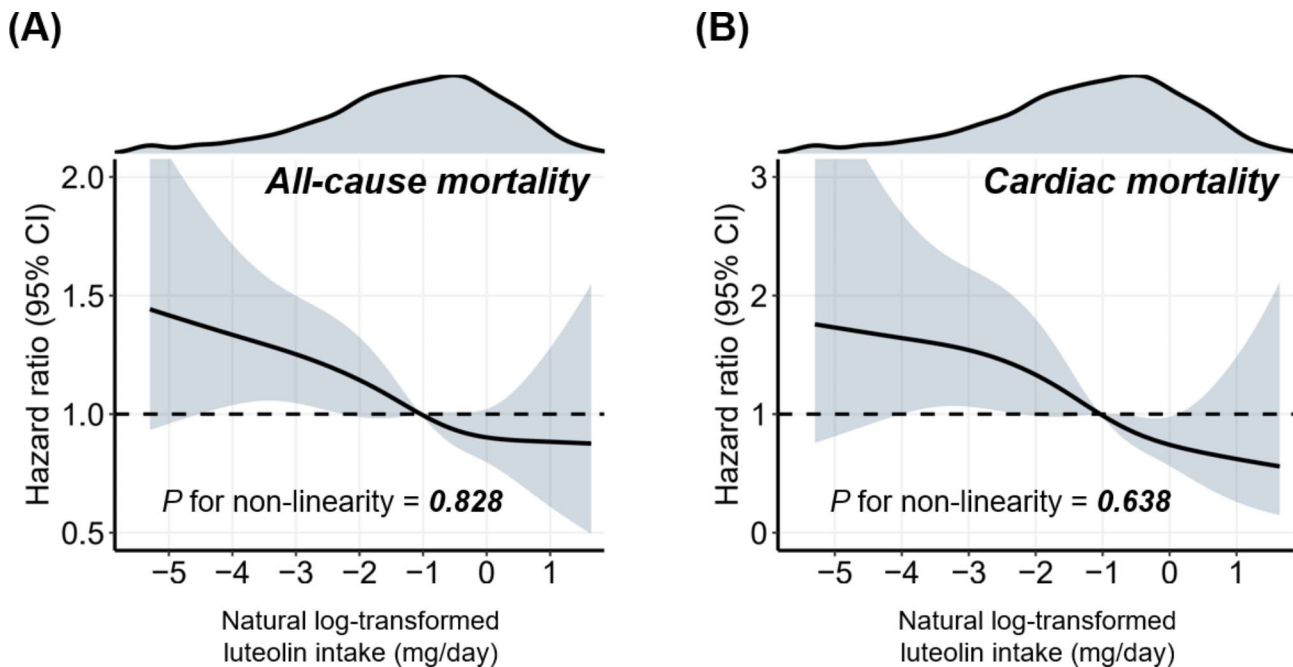 (A)
All-cause mortality
Hazard ratio (95% CI)
2.0
1.5
1.0
0.5
P for non-linearity = 0.828
−5 −4 −3 −2 −1 0 1
Natural log-transformed
luteolin intake (mg/day)
(B)
Cardiac mortality
Hazard ratio (95% CI)
3
2
1
0
P for non-linearity = 0.638
−5 −4 −3 −2 −1 0 1
Natural log-transformed
luteolin intake (mg/day)